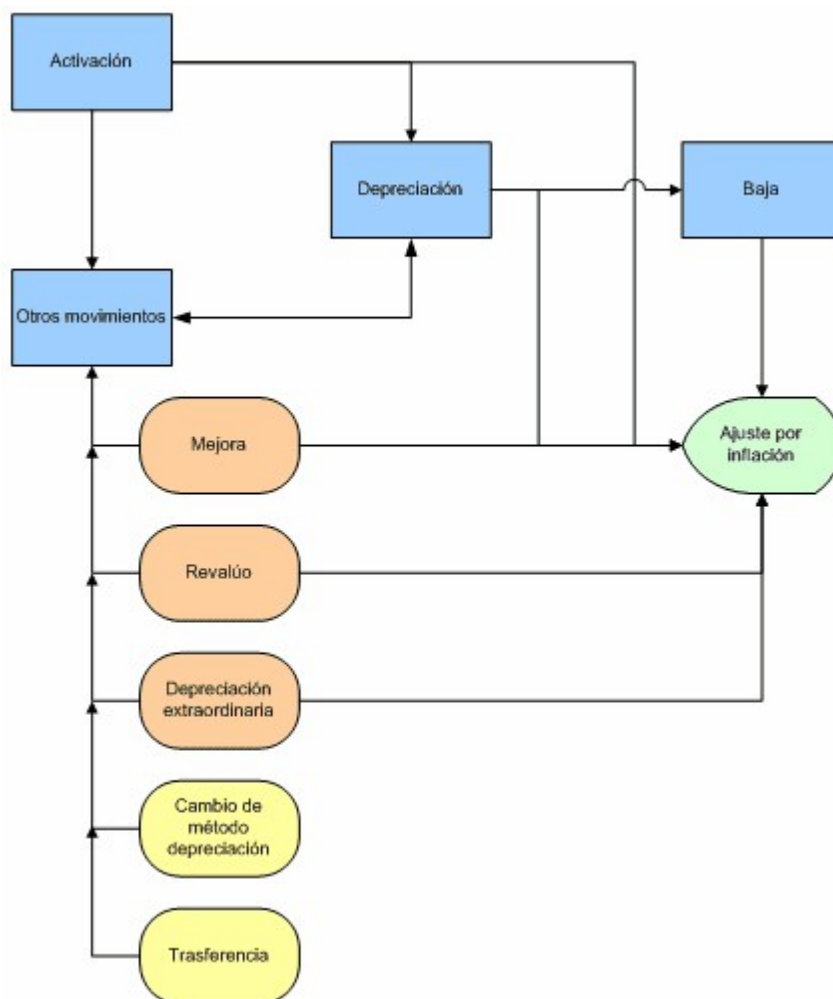 Activación
Depreciación
Baja
Otros movimientos
Mejora
Ajuste por
inflación
Revalúo
Depreciación
extraordinaria
Cambio de
método
depreciación
Trasferencia